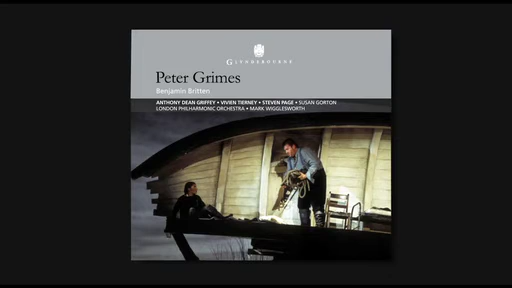 GLYNDEBOURNE
Peter Grimes
Benjamin Britten
ANTHONY DEAN GRIFFEY • VIVIEN TIERNEY • STEVEN PAGE • SUSAN GORTON
LONDON PHILHARMONIC ORCHESTRA • MARK WIGGLESWORTH